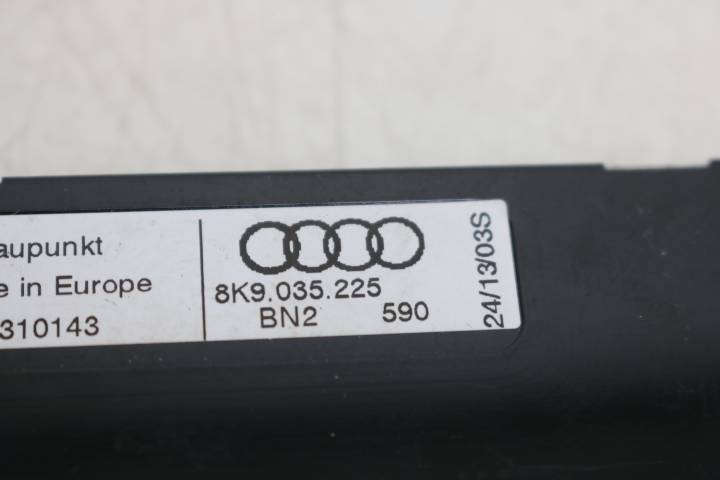 aupunkt
e in Europe
310143
8K9.035.225
BN2 590
24/13/03S